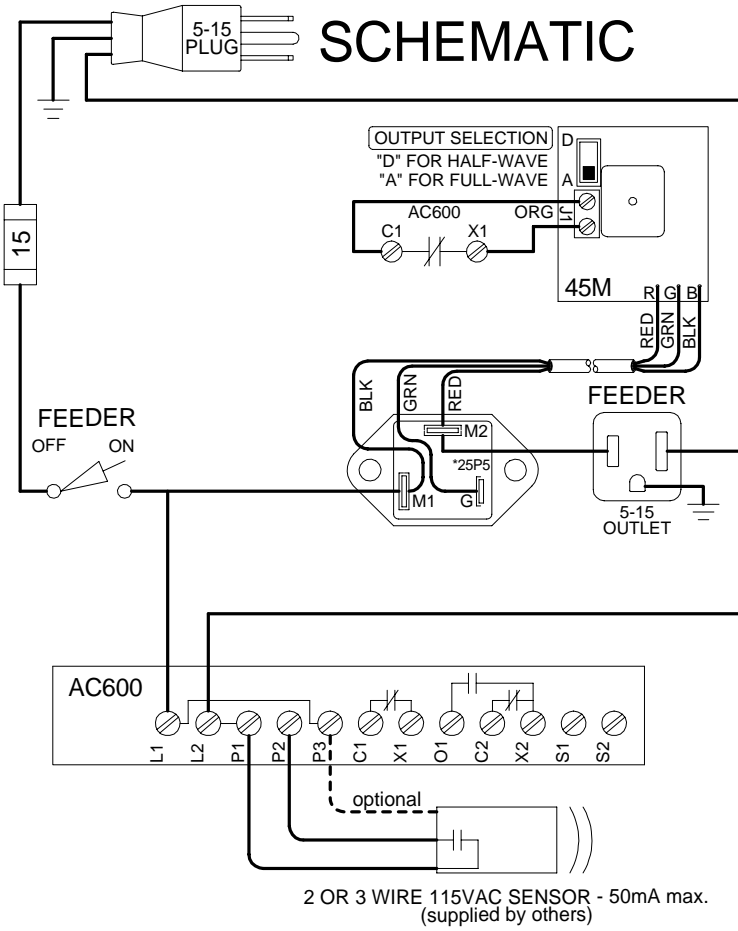 5-15
PLUG
SCHEMATIC
OUTPUT SELECTION
"D" FOR HALF-WAVE
"A" FOR FULL-WAVE
D
A
AC600
ORG
J1
C1
X1
15
45M
R G B
RED
GRN
BLK
BLK
GRN
RED
FEEDER
OFF
ON
FEEDER
M2
*25P5
M1
G
5-15
OUTLET
AC600
L1
L2
P1
P2
P3
C1
X1
O1
C2
X2
S1
S2
optional
2 OR 3 WIRE 115VAC SENSOR - 50mA max.
(supplied by others)